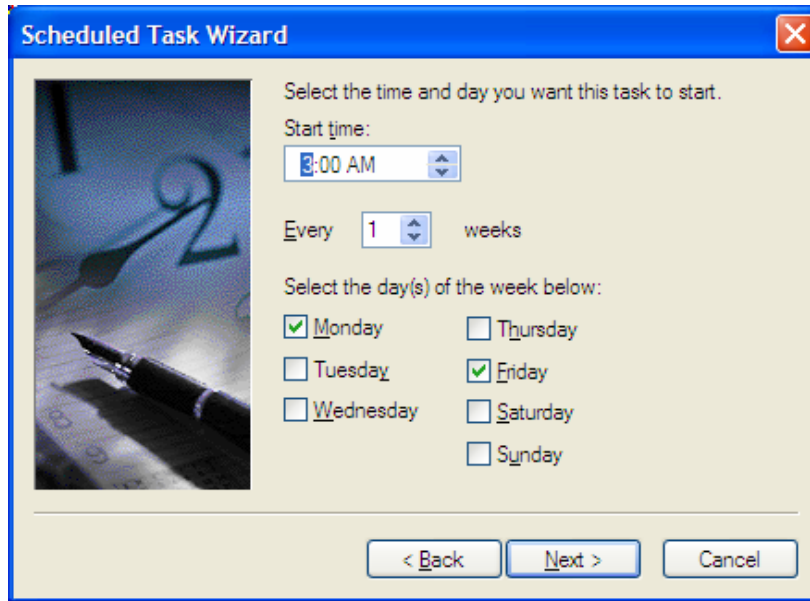 Scheduled Task Wizard
Select the time and day you want this task to start.
Start time:
3:00 AM
Every 1 weeks
Select the day(s) of the week below:
Monday
Tuesday
Wednesday
Thursday
Friday
Saturday
Sunday
< Back
Next >
Cancel
2